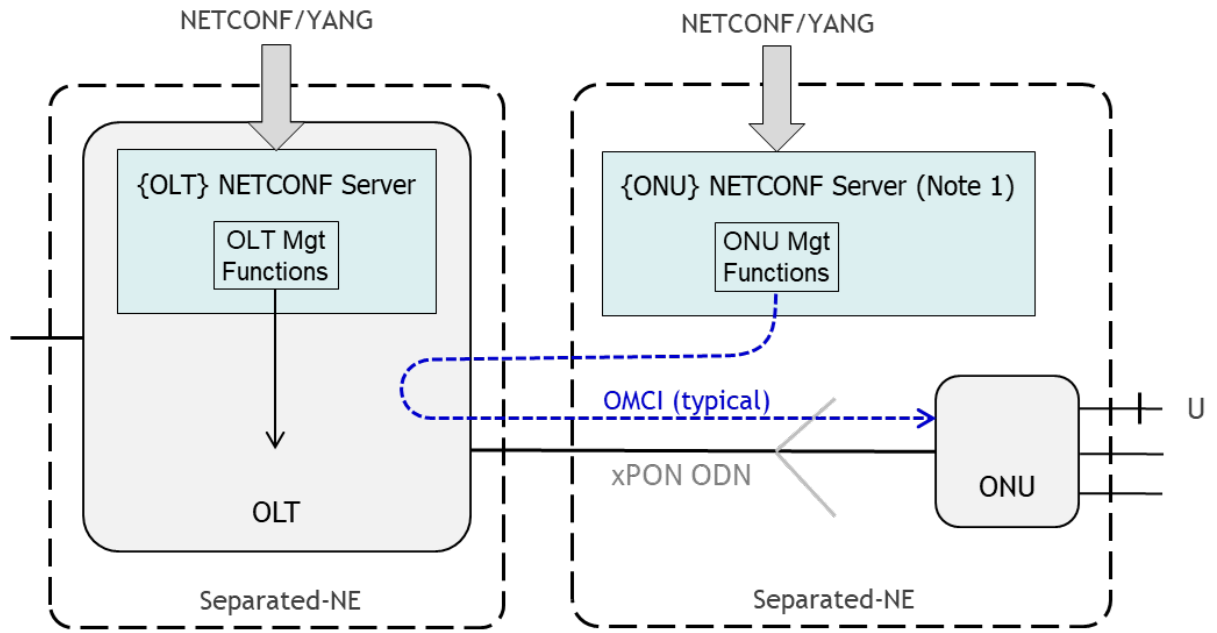 NETCONF/YANG
NETCONF/YANG
{OLT} NETCONF Server
OLT Mgt
Functions
{ONU} NETCONF Server (Note 1)
ONU Mgt
Functions
OMCI (typical)
U
xPON ODN
ONU
OLT
Separated-NE
Separated-NE